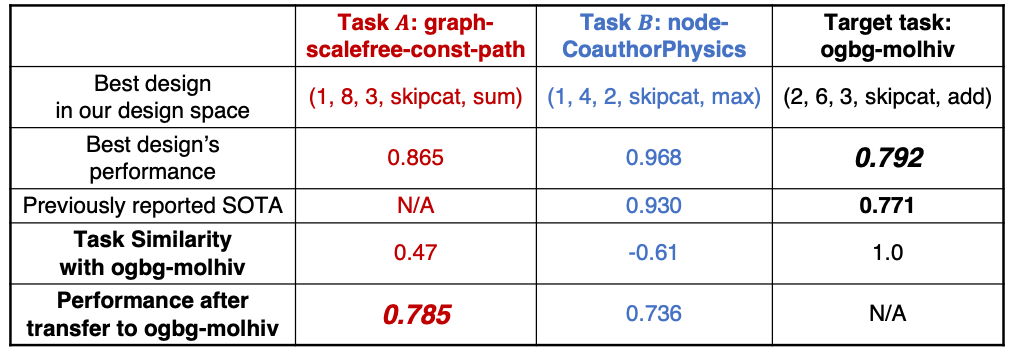 Task A: graph-
scalefree-const-path
Task B: node-
CoauthorPhysics
Target task:
ogbg-molhiv
Best design
in our design space
(1, 8, 3, skipcat, sum)
(1, 4, 2, skipcat, max)
(2, 6, 3, skipcat, add)
Best design’s
performance
0.865
0.968
0.792
Previously reported SOTA
N/A
0.930
0.771
Task Similarity
with ogbg-molhiv
0.47
-0.61
1.0
Performance after
transfer to ogbg-molhiv
0.785
0.736
N/A